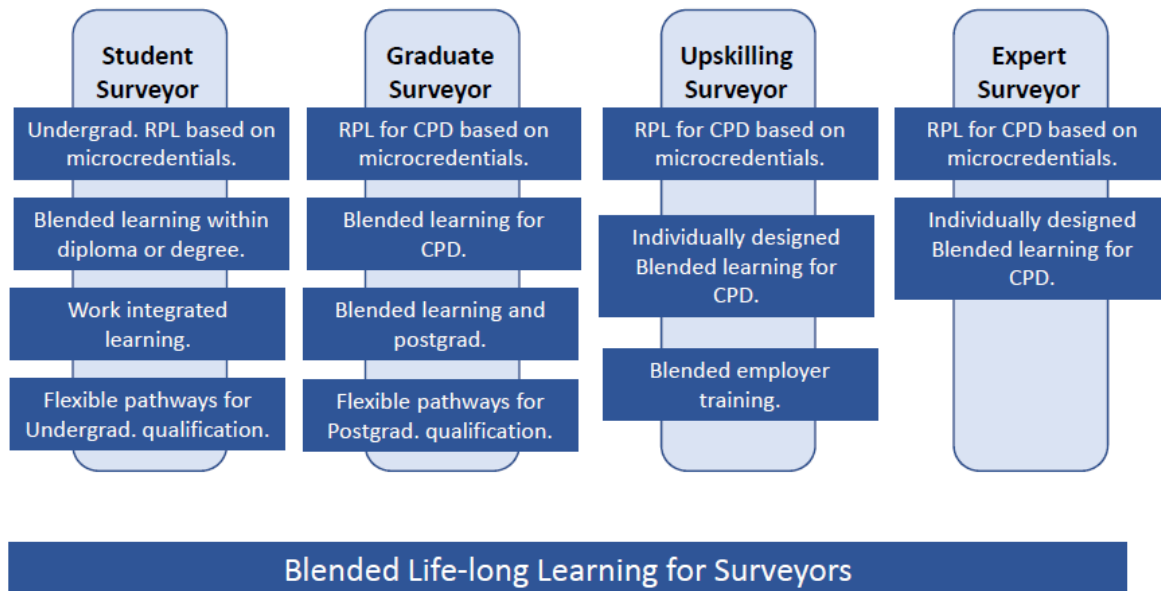 Student
Surveyor
Undergrad. RPL based on
microcredentials.
Blended learning within
diploma or degree.
Work integrated
learning.
Flexible pathways for
Undergrad. qualification.
Graduate
Surveyor
RPL for CPD based on
microcredentials.
Blended learning for
CPD.
Blended learning and
postgrad.
Flexible pathways for
Postgrad. qualification.
Upskilling
Surveyor
RPL for CPD based on
microcredentials.
Individually designed
Blended learning for
CPD.
Blended employer
training.
Expert
Surveyor
RPL for CPD based on
microcredentials.
Individually designed
Blended learning for
CPD.
Blended Life-long Learning for Surveyors